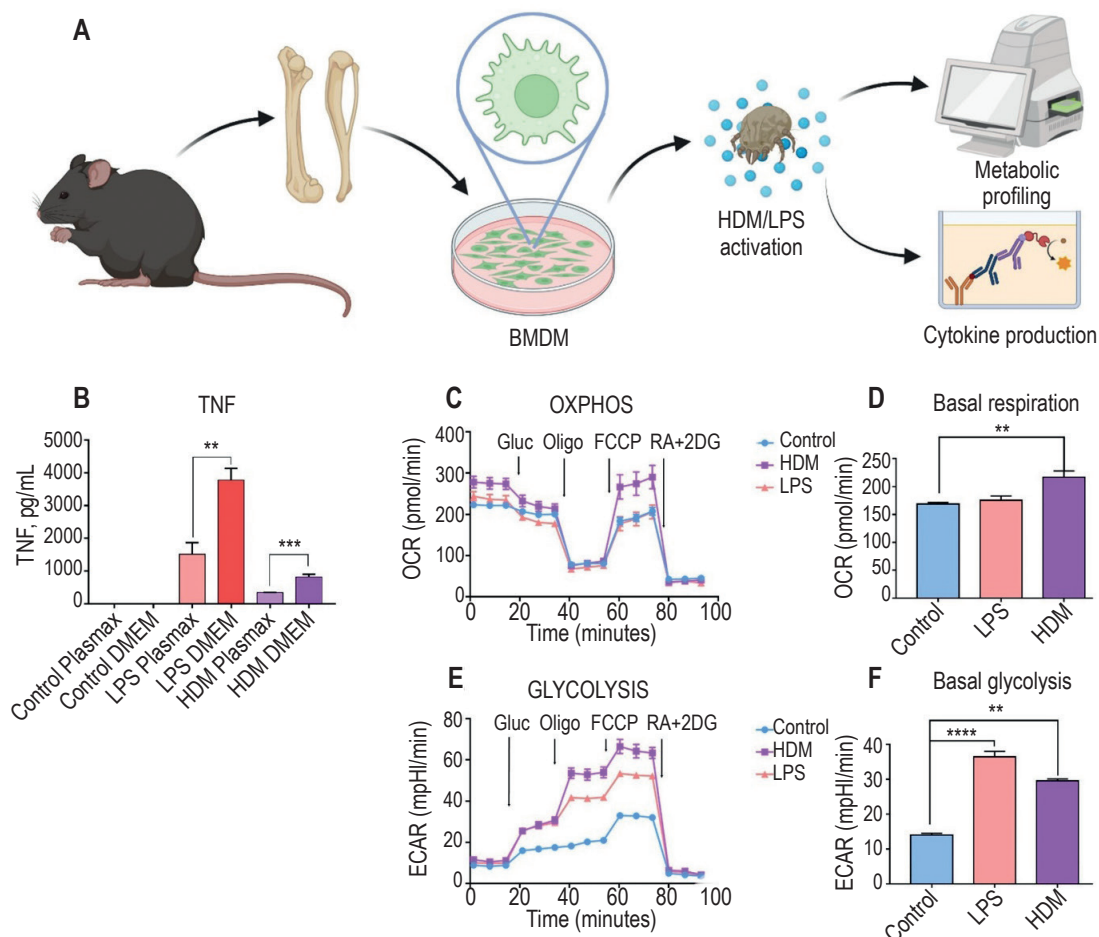 A
BMDM
HDM/LPS
activation
Metabolic
profiling
Cytokine production
B
TNF
TNF, pg/mL
5000
4000
3000
2000
1000
0
**
***
Control Plasmax
Control DMEM
LPS Plasmax
LPS DMEM
HDM Plasmax
HDM DMEM
C
OXPHOS
OCR (pmol/min)
400
300
200
100
0
Gluc
Oligo
FCCP
RA+2DG
0 20 40 60 80 100
Time (minutes)
Control
HDM
LPS
D
Basal respiration
**
OCR (pmol/min)
250
200
150
100
50
0
Control
LPS
HDM
E
GLYCOLYSIS
ECAR (mpHI/min)
80
60
40
20
0
Gluc
Oligo
FCCP
RA+2DG
0 20 40 60 80 100
Time (minutes)
Control
HDM
LPS
F
Basal glycolysis
**
****
ECAR (mpHI/min)
40
30
20
10
0
Control
LPS
HDM